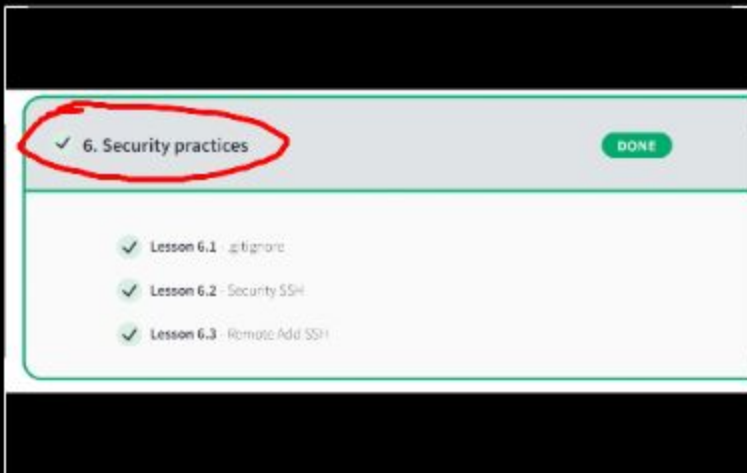 6. Security practices
DONE
Lesson 6.1 - .gitignore
Lesson 6.2 - Security SSH
Lesson 6.3 - Remote Add SSH